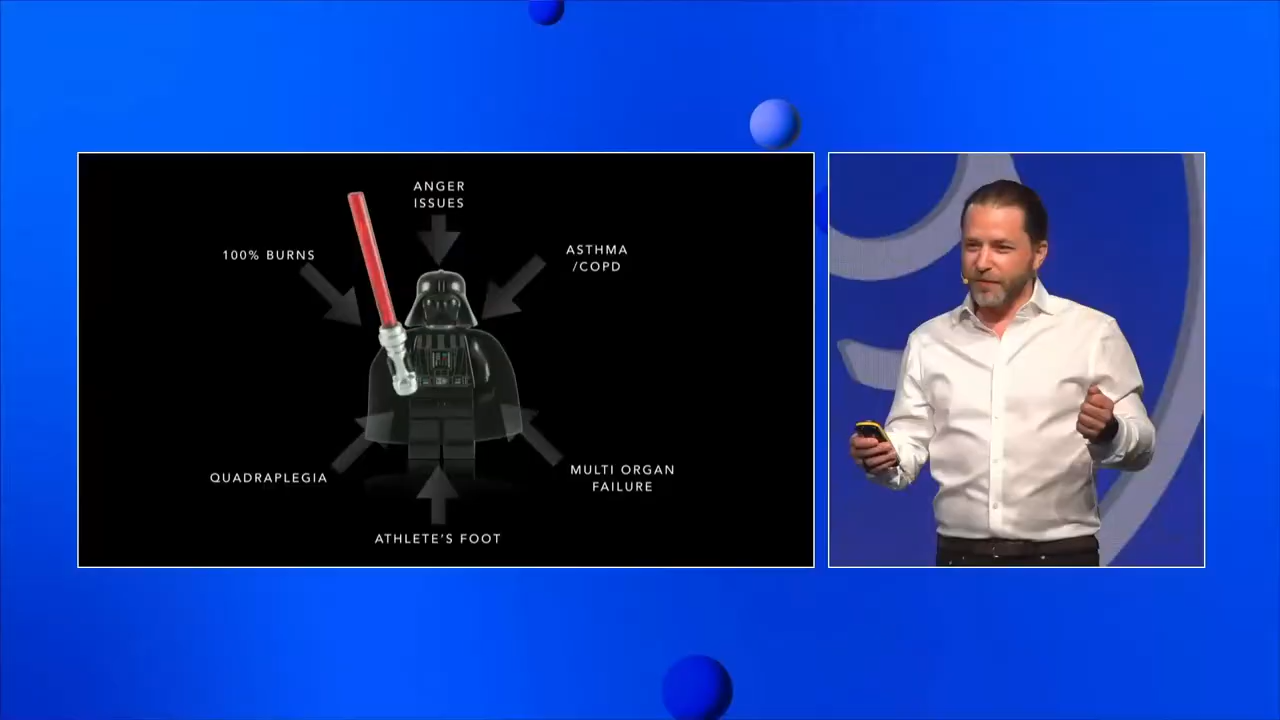 ANGER
ISSUES
100% BURNS
ASTHMA
/COPD
QUADRAPLEGIA
MULTI ORGAN
FAILURE
ATHLETE'S FOOT